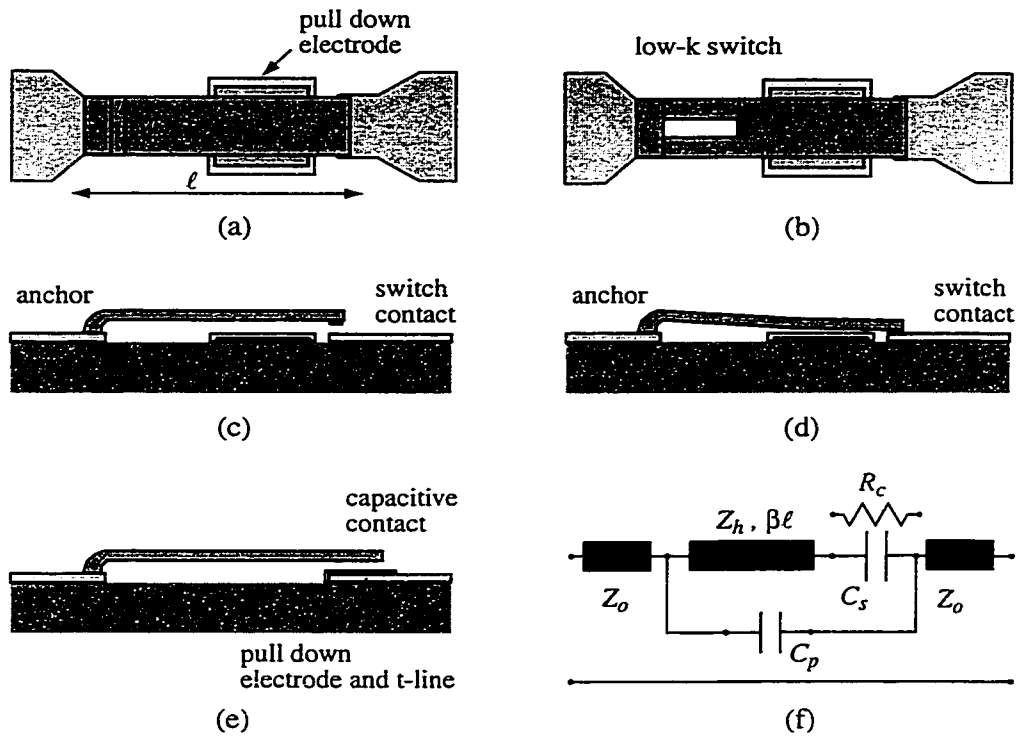 pull down
electrode
ℓ
(a)
low-k switch
(b)
anchor
switch
contact
(c)
anchor
switch
contact
(d)
capacitive
contact
pull down
electrode and t-line
(e)
R_c
Z_h , βℓ
C_s
Z_o
Z_o
C_p
(f)